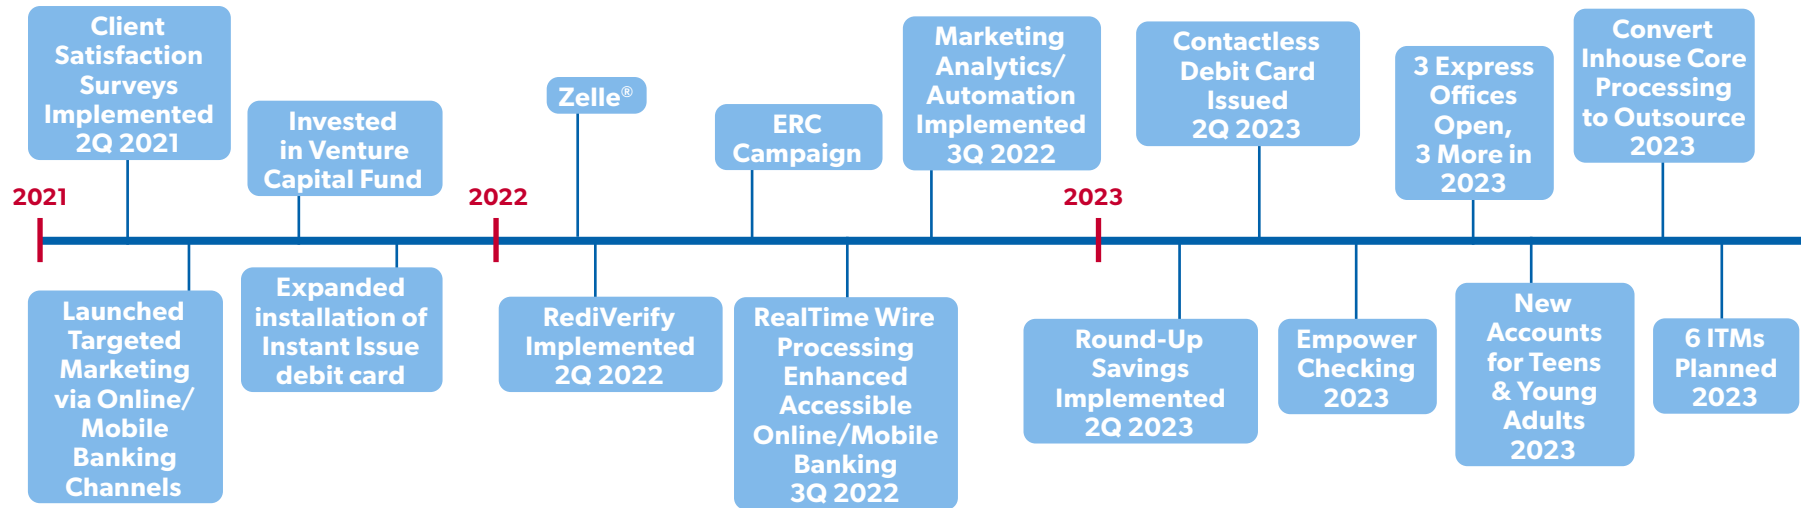 Client
Satisfaction
Surveys
Implemented
2Q 2021
Invested
in Venture
Capital Fund
Zelle®
ERC
Campaign
Marketing
Analytics/
Automation
Implemented
3Q 2022
Contactless
Debit Card
Issued
2Q 2023
3 Express
Offices
Open,
3 More in
2023
Convert
Inhouse Core
Processing
to Outsource
2023
2021
2022
2023
Launched
Targeted
Marketing
via Online/
Mobile
Banking
Channels
Expanded
installation of
Instant Issue
debit card
RediVerify
Implemented
2Q 2022
RealTime Wire
Processing
Enhanced
Accessible
Online/Mobile
Banking
3Q 2022
Round-Up
Savings
Implemented
2Q 2023
Empower
Checking
2023
New
Accounts
for Teens
& Young
Adults
2023
6 ITMs
Planned
2023